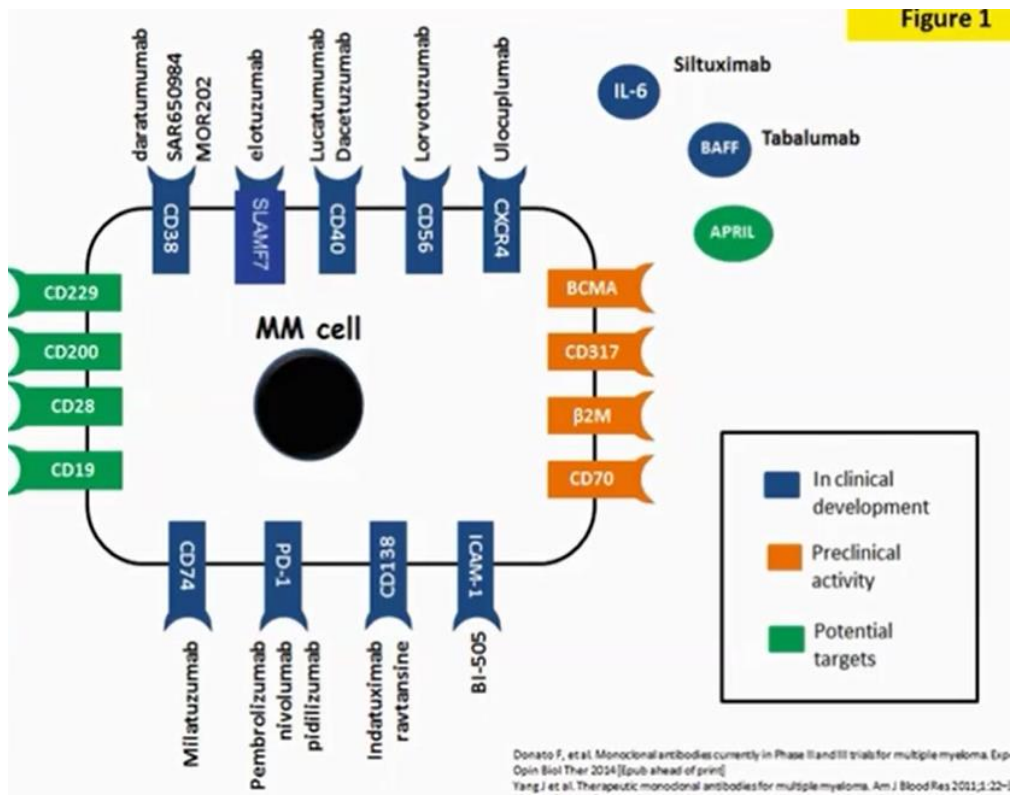 Figure 1
daratumumab
SAR650984
MOR202
elotuzumab
Lucatumumab
Dacetuzumab
Lorvotuzumab
Ulocuplumab
IL-6
Siltuximab
BAFF
Tabalumab
APRIL
CD38
SLAMF7
CD40
CD56
CXCR4
CD229
CD200
CD28
CD19
MM cell
BCMA
CD317
β2M
CD70
In clinical
development
Preclinical
activity
Potential
targets
CD74
PD-1
CD138
ICAM-1
Milatuzumab
Pembrolizumab
nivolumab
pidilizumab
Indatuximab
ravtansine
BI-505
Donato F, et al. Monoclonal antibodies currently in Phase II and III trials for multiple myeloma. Exp
Opin Biol Ther 2014 [Epub ahead of print]
Yang J et al. Therapeutic monoclonal antibodies for multiple myeloma. Am J Blood Res 2011;1:22-